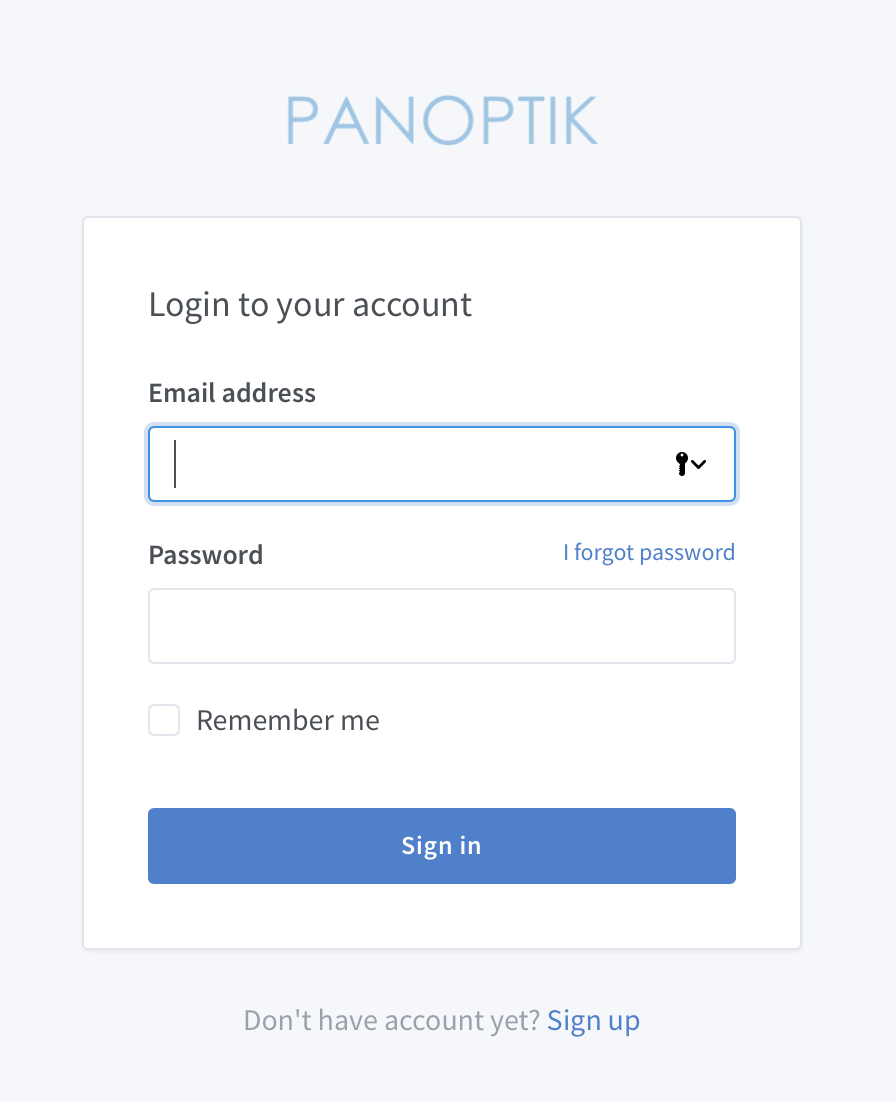 PANOPTIK
Login to your account
Email address
Password
I forgot password
Remember me
Sign in
Don't have account yet? Sign up